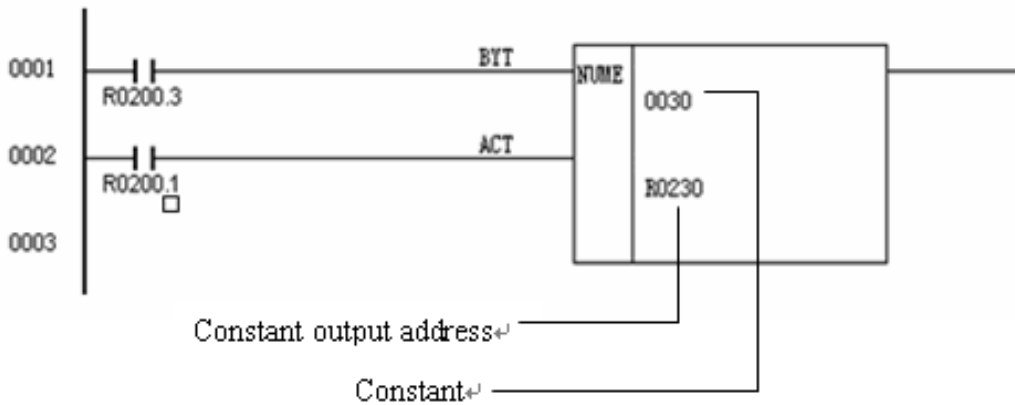 0001
BYT
NUME
R0200.3
0030
0002
ACT
R0200.1
R0230
0003
Constant output address↵
Constant↵